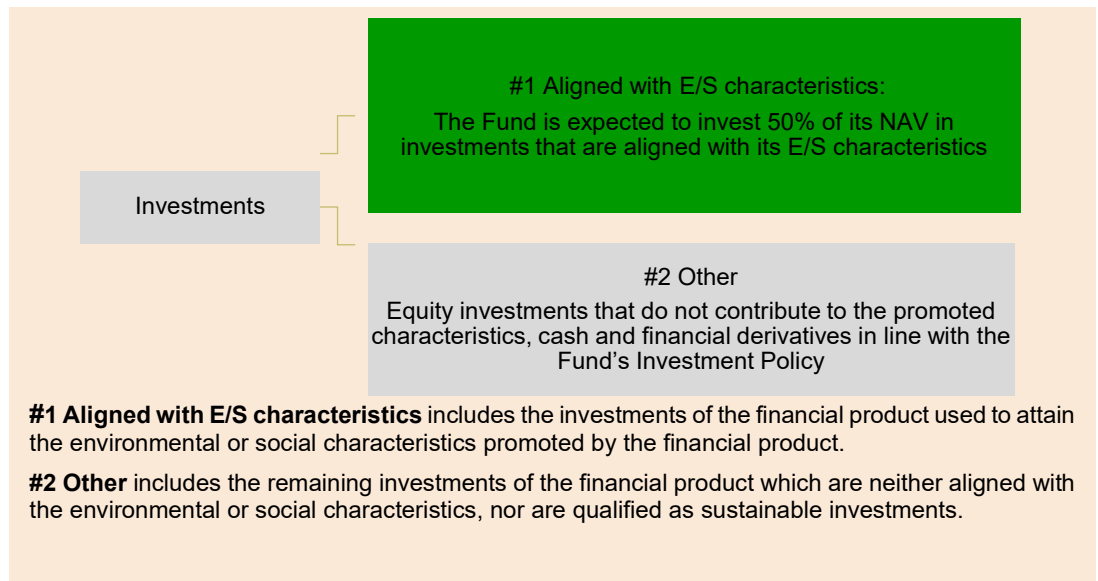 #1 Aligned with E/S characteristics:
The Fund is expected to invest 50% of its NAV in
investments that are aligned with its E/S characteristics
Investments
#2 Other
Equity investments that do not contribute to the promoted
characteristics, cash and financial derivatives in line with the
Fund’s Investment Policy
#1 Aligned with E/S characteristics includes the investments of the financial product used to attain
the environmental or social characteristics promoted by the financial product.
#2 Other includes the remaining investments of the financial product which are neither aligned with
the environmental or social characteristics, nor are qualified as sustainable investments.